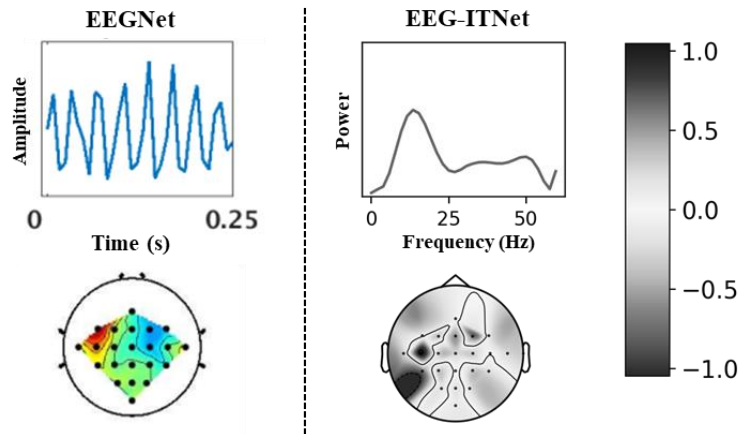 EEGNet
Amplitude
0 0.25
Time (s)
EEG-ITNet
Power
0 25 50
Frequency (Hz)
1.0
0.5
0.0
−0.5
−1.0